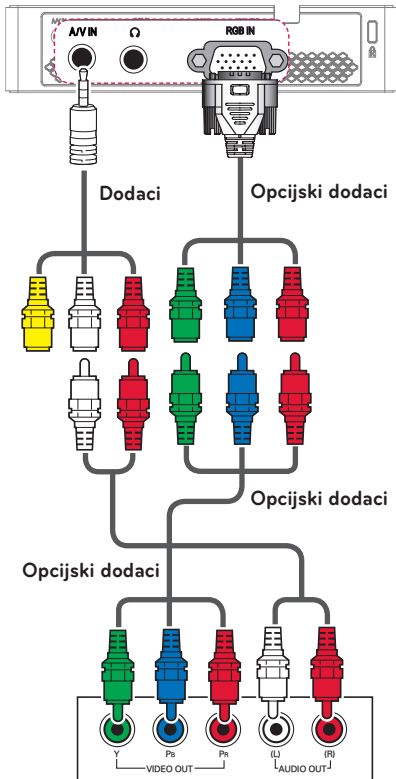 A/V IN
RGB IN
Dodaci
Opcijski dodaci
Opcijski dodaci
Opcijski dodaci
Y
PB
PR
(L)
(R)
VIDEO OUT
AUDIO OUT